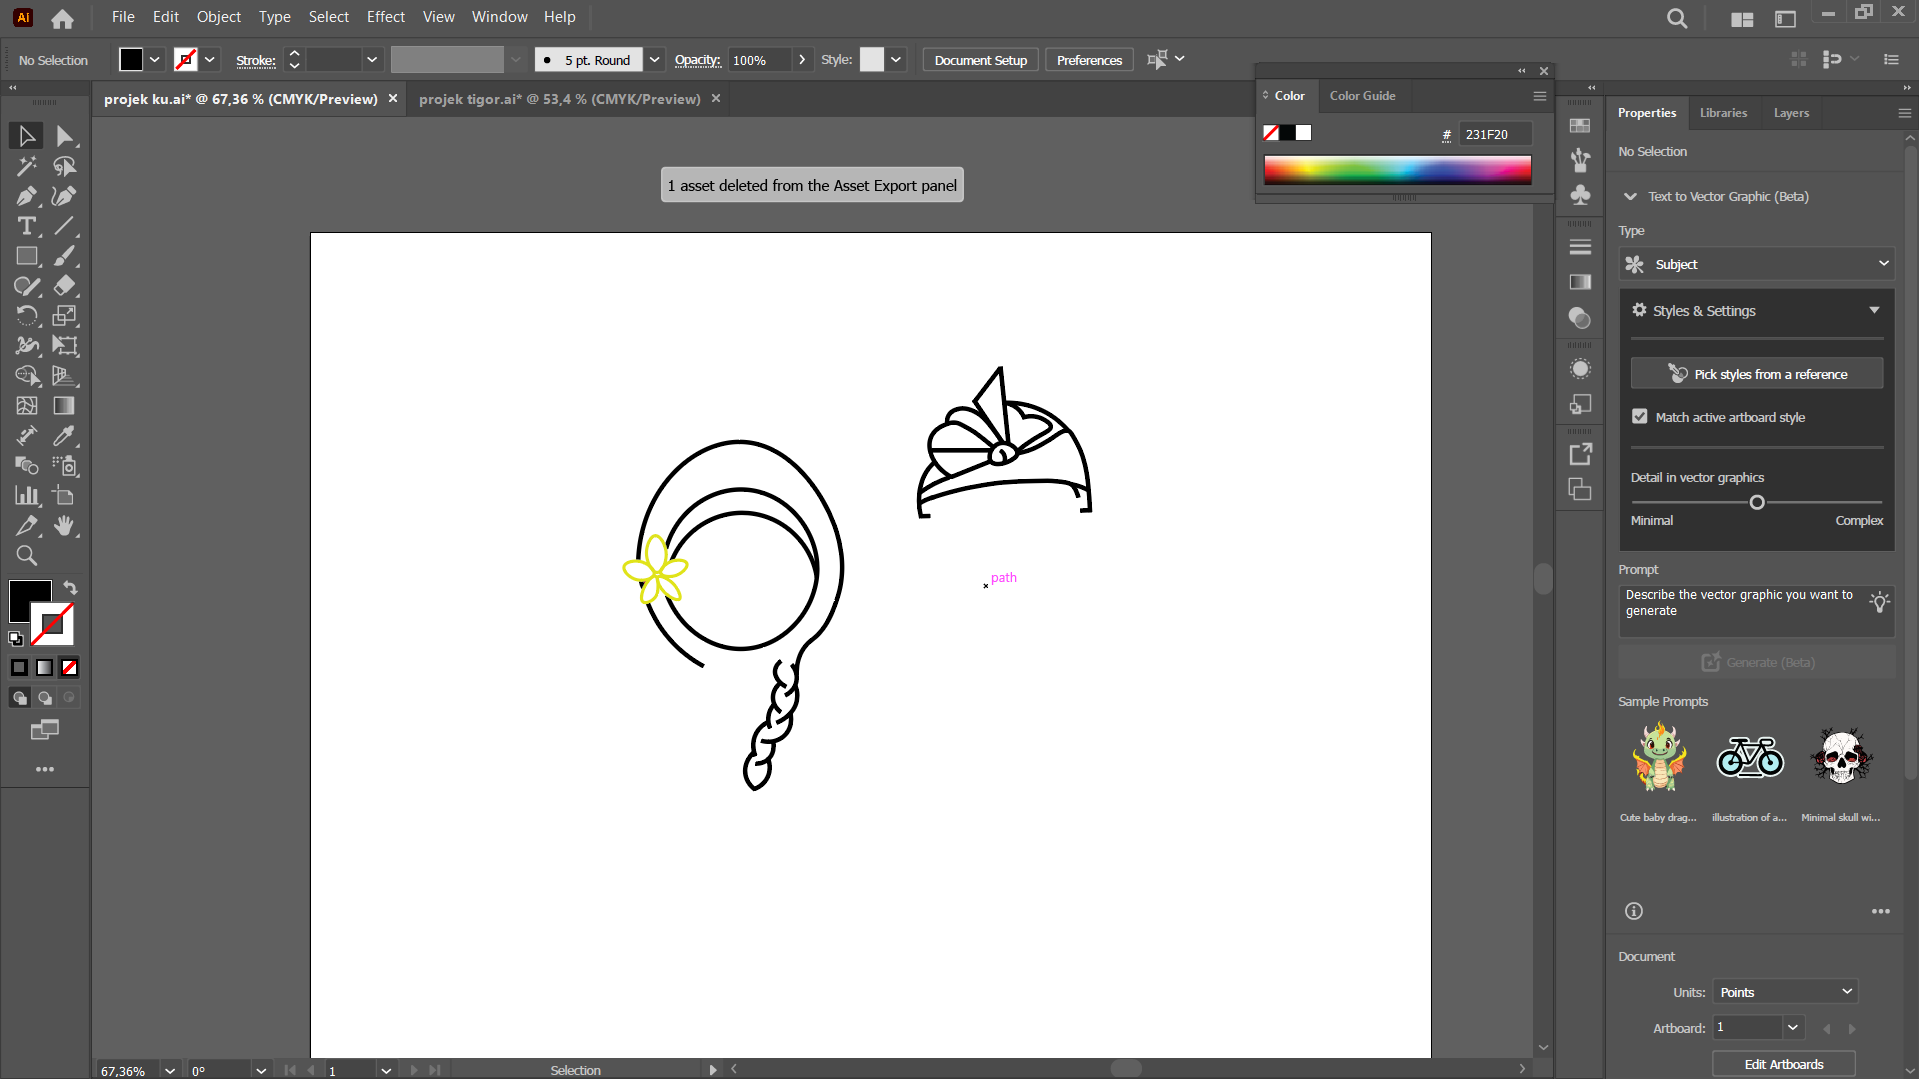 Ai File Edit Object Type Select Effect View Window Help
No Selection Stroke: 5 pt. Round Opacity: 100% Style: Document Setup Preferences
projek ku.ai* @ 67,36 % (CMYK/Preview) projek tigor.ai* @ 53,4 % (CMYK/Preview)
Color Color Guide
# 231F20
1 asset deleted from the Asset Export panel
path
Properties Libraries Layers
No Selection
Text to Vector Graphic (Beta)
Type
Subject
Styles & Settings
Pick styles from a reference
Match active artboard style
Detail in vector graphics
Minimal Complex
Prompt
Describe the vector graphic you want to
generate
Generate (Beta)
Sample Prompts
Cute baby drag... illustration of a... Minimal skull wi...
Document
Units: Points
Artboard: 1
Edit Artboards
67,36% 0° 1 Selection